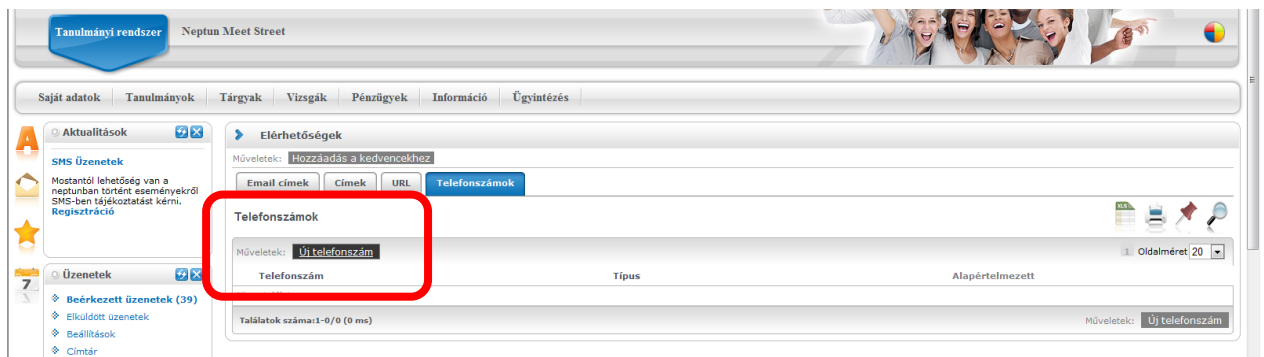 Tanulmányi rendszer
Neptun Meet Street
Saját adatok Tanulmányok Tárgyak Vizsgák Pénzügyek Információ Ügyintézés
Aktualitások
SMS Üzenetek
Mostantól lehetőség van a
neptunban történt eseményekről
SMS-ben tájékoztatást kérni.
Regisztráció
7
Üzenetek
Beérkezett üzenetek (39)
Elküldött üzenetek
Beállítások
Címtár
Elérhetőségek
Műveletek: Hozzáadás a kedvencekhez
Email címek Címek URL Telefonszámok
Telefonszámok
XLS
Műveletek: Új telefonszám
1 Oldalméret 20
Telefonszám Típus Alapértelmezett
Találatok száma:1-0/0 (0 ms)
Műveletek: Új telefonszám